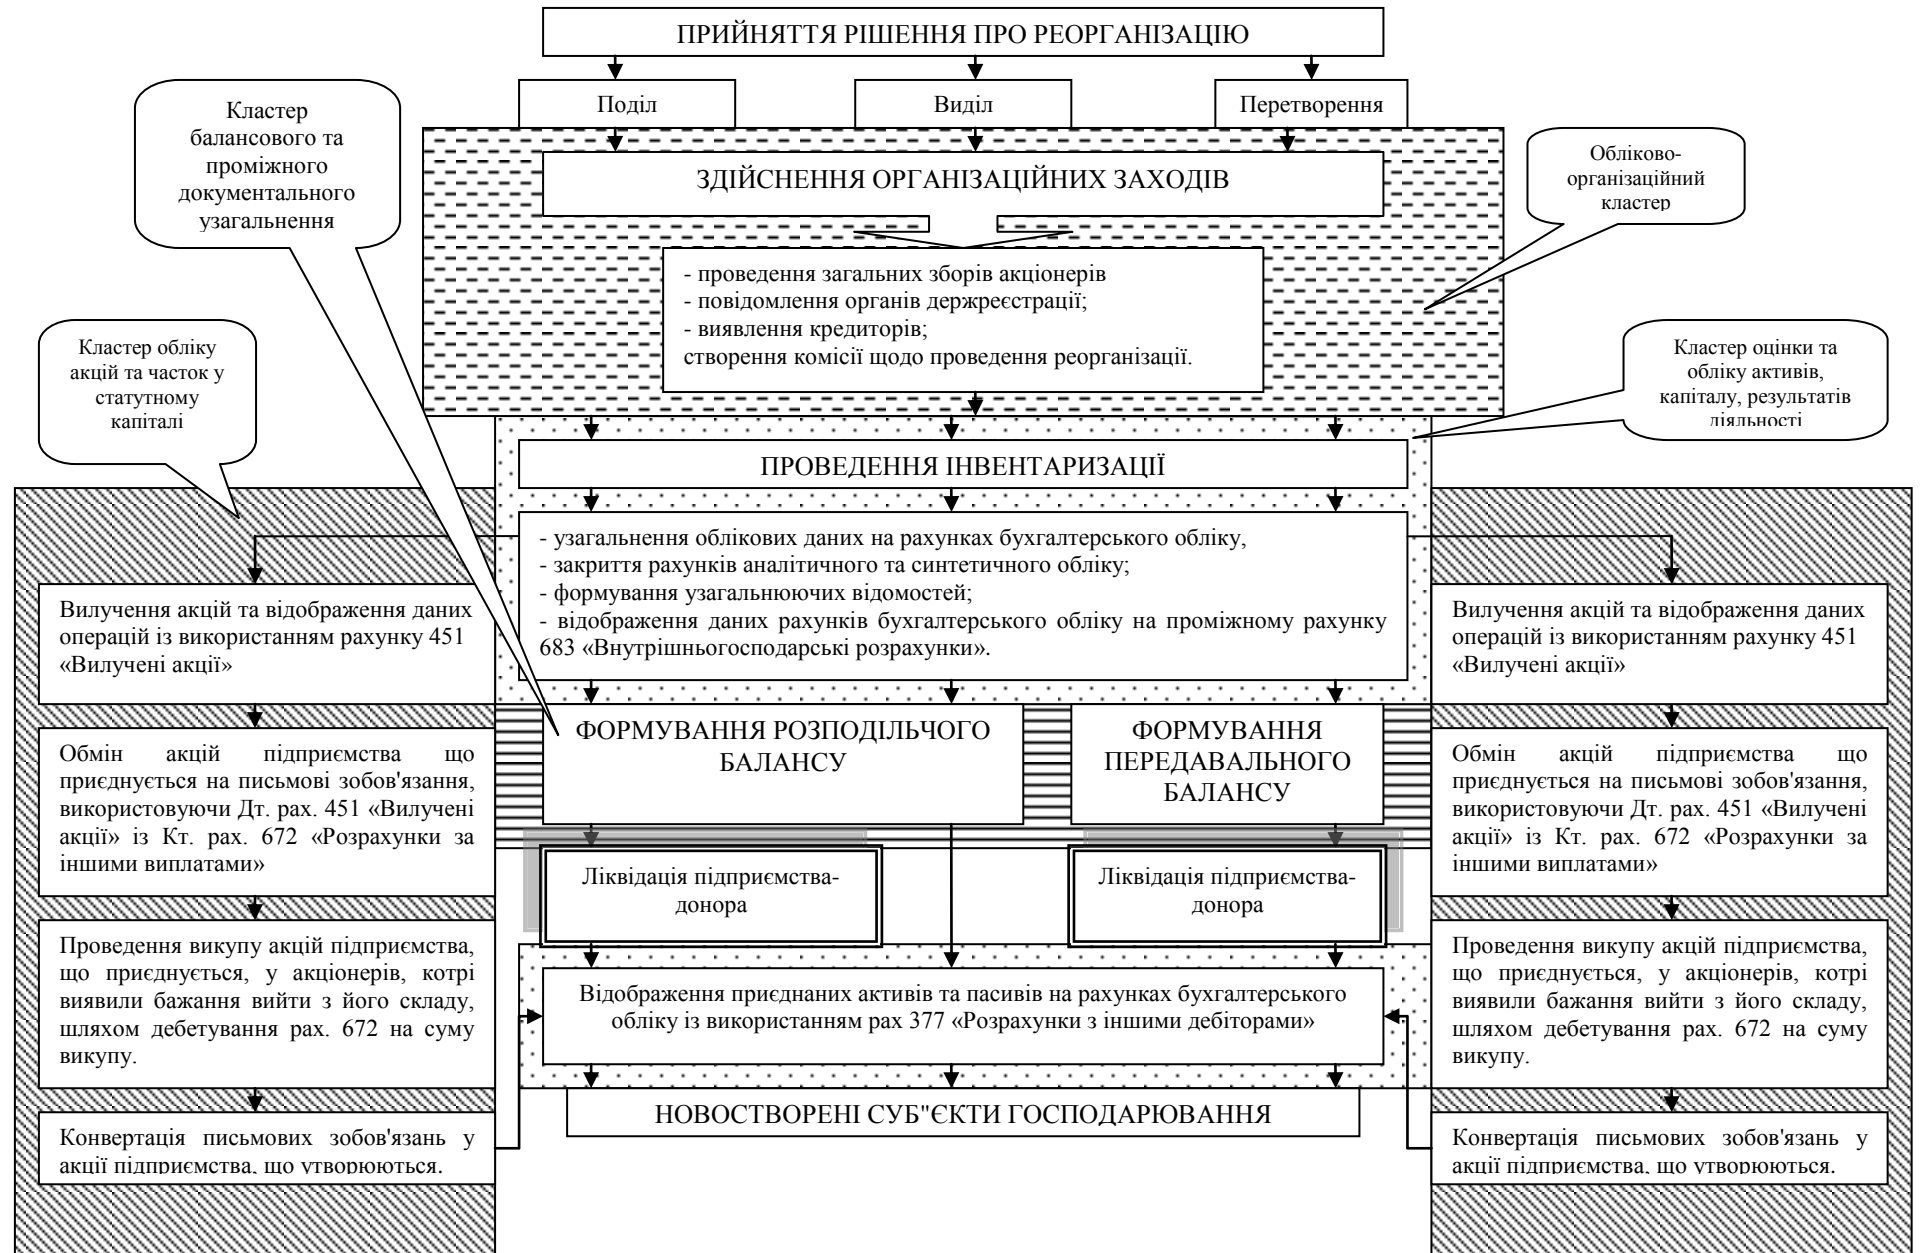 ПРИЙНЯТТЯ РІШЕННЯ ПРО РЕОРГАНІЗАЦІЮ
Поділ
Виділ
Перетворення
Кластер
балансового та
проміжного
документального
узагальнення
Обліково-
організаційний
кластер
ЗДІЙСНЕННЯ ОРГАНІЗАЦІЙНИХ ЗАХОДІВ
- проведення загальних зборів акціонерів
- повідомлення органів держреєстрації;
- виявлення кредиторів;
створення комісії щодо проведення реорганізації.
Кластер обліку
акцій та часток у
статутному
капіталі
Кластер оцінки та
обліку активів,
капіталу, результатів
діяльності
ПРОВЕДЕННЯ ІНВЕНТАРИЗАЦІЇ
- узагальнення облікових даних на рахунках бухгалтерського обліку,
- закриття рахунків аналітичного та синтетичного обліку;
- формування узагальнюючих відомостей;
- відображення даних рахунків бухгалтерського обліку на проміжному рахунку
683 «Внутрішньогосподарські розрахунки».
Вилучення акцій та відображення даних
операцій із використанням рахунку 451
«Вилучені акції»
Вилучення акцій та відображення даних
операцій із використанням рахунку 451
«Вилучені акції»
ФОРМУВАННЯ РОЗПОДІЛЬЧОГО
БАЛАНСУ
ФОРМУВАННЯ
ПЕРЕДАВАЛЬНОГО
БАЛАНСУ
Обмін акцій підприємства що
приєднується на письмові зобов'язання,
використовуючи Дт. рах. 451 «Вилучені
акції» із Кт. рах. 672 «Розрахунки за
іншими виплатами»
Обмін акцій підприємства що
приєднується на письмові зобов'язання,
використовуючи Дт. рах. 451 «Вилучені
акції» із Кт. рах. 672 «Розрахунки за
іншими виплатами»
Ліквідація підприємства-
донора
Ліквідація підприємства-
донора
Проведення викупу акцій підприємства,
що приєднується, у акціонерів, котрі
виявили бажання вийти з його складу,
шляхом дебетування рах. 672 на суму
викупу.
Відображення приєднаних активів та пасивів на рахунках бухгалтерського
обліку із використанням рах 377 «Розрахунки з іншими дебіторами»
Проведення викупу акцій підприємства,
що приєднується, у акціонерів, котрі
виявили бажання вийти з його складу,
шляхом дебетування рах. 672 на суму
викупу.
НОВОСТВОРЕНІ СУБ"ЄКТИ ГОСПОДАРЮВАННЯ
Конвертація письмових зобов'язань у
акції підприємства, що утворюються.
Конвертація письмових зобов'язань у
акції підприємства, що утворюються.